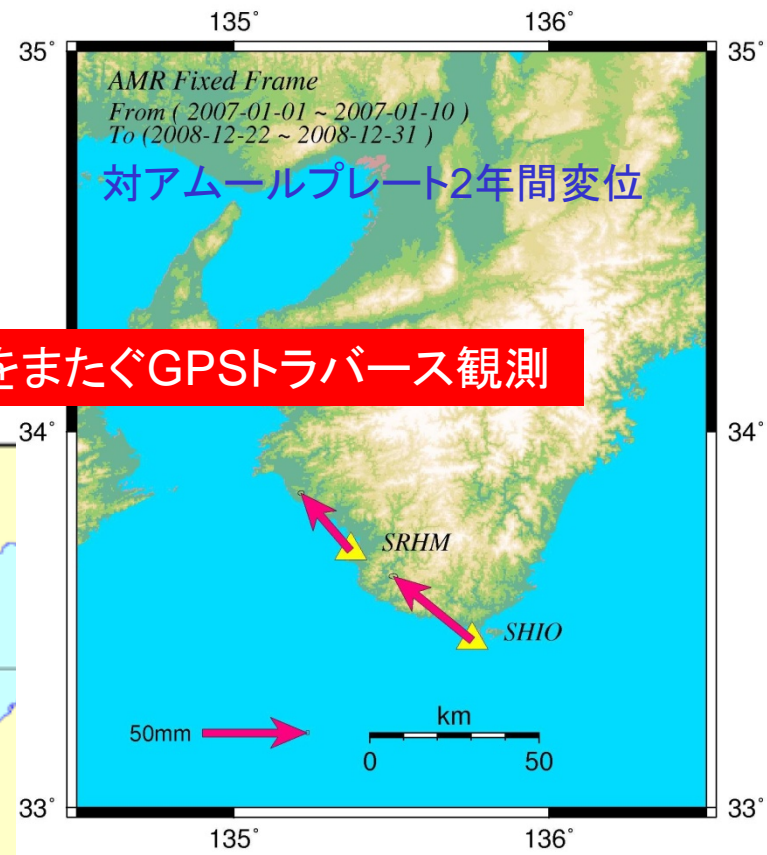 135° 136°
35° 35°
AMR Fixed Frame
From ( 2007-01-01 ~ 2007-01-10 )
To (2008-12-22 ~ 2008-12-31 )
対アムールプレート2年間変位
をまたぐGPSトラバース観測
34° 34°
SRHM
SHIO
50mm
km
0 50
33° 33°
135° 136°